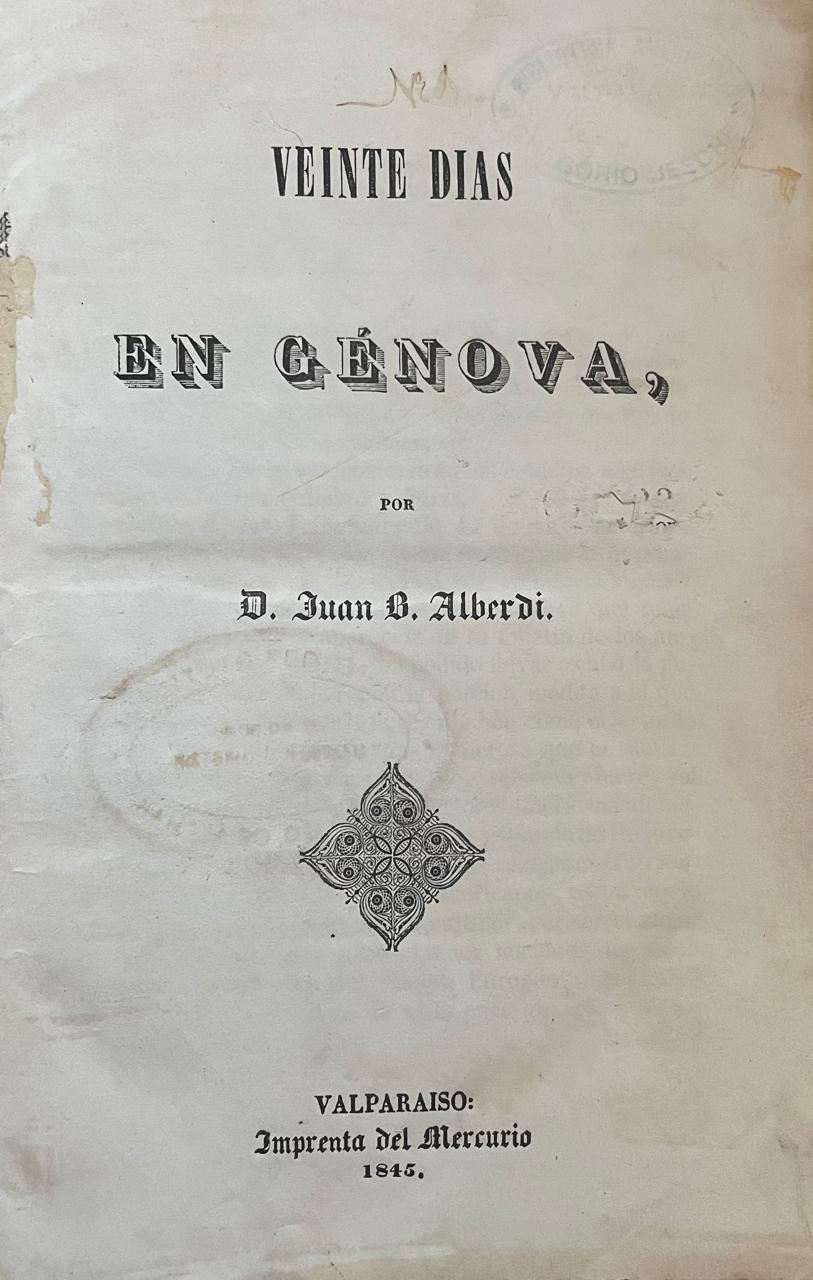 VEINTE DIAS
EN GÉNOVA,
POR
D. Juan B. Alberdi.
VALPARAISO:
Imprenta del Mercurio
1845.